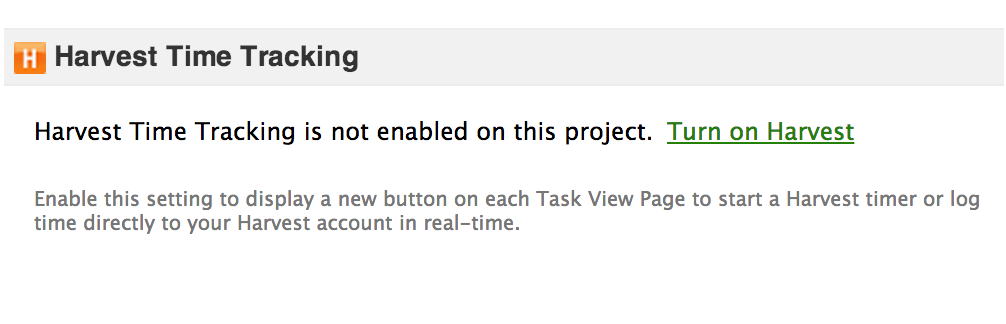 H Harvest Time Tracking
Harvest Time Tracking is not enabled on this project. Turn on Harvest
Enable this setting to display a new button on each Task View Page to start a Harvest timer or log
time directly to your Harvest account in real-time.